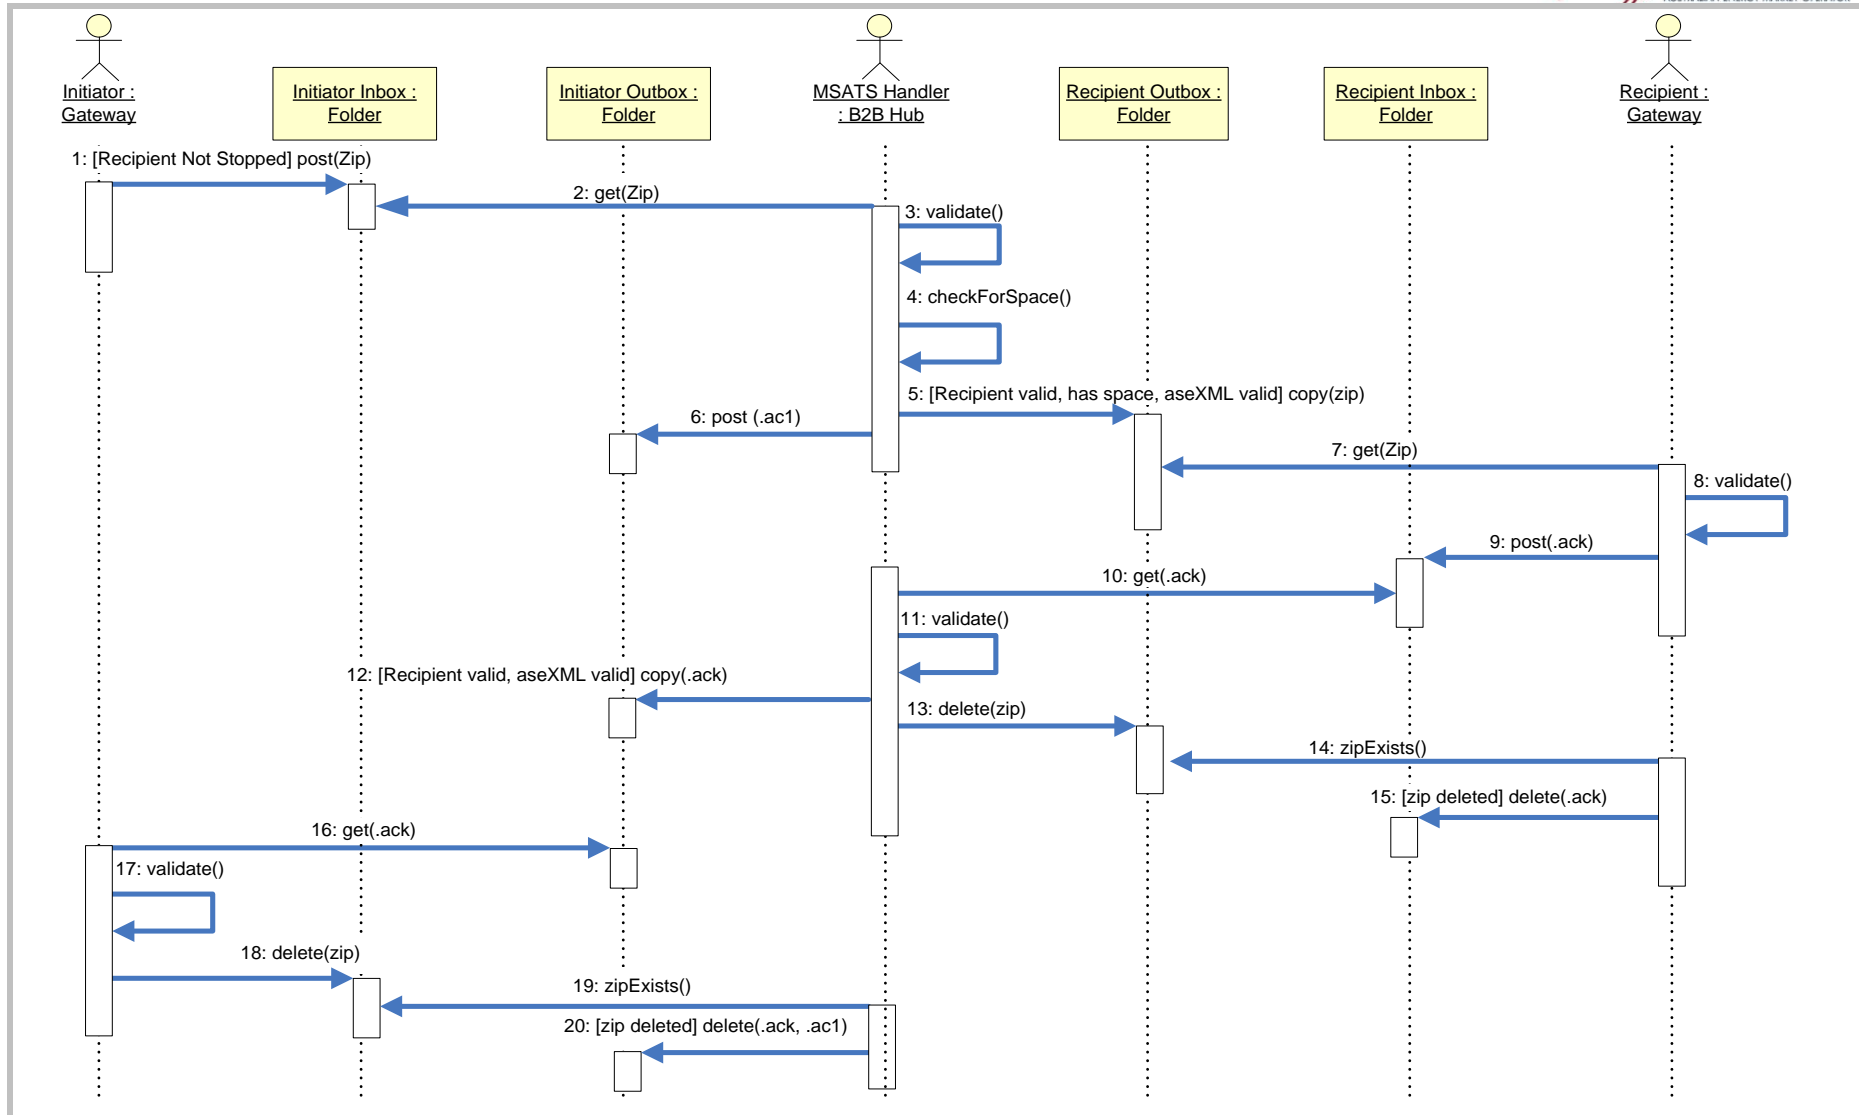 Initiator :
Gateway
Initiator Inbox :
Folder
Initiator Outbox :
Folder
MSATS Handler
: B2B Hub
Recipient Outbox :
Folder
Recipient Inbox :
Folder
Recipient :
Gateway
1: [Recipient Not Stopped] post(Zip)
2: get(Zip)
3: validate()
4: checkForSpace()
5: [Recipient valid, has space, aseXML valid] copy(zip)
6: post (.ac1)
7: get(Zip)
8: validate()
9: post(.ack)
10: get(.ack)
11: validate()
12: [Recipient valid, aseXML valid] copy(.ack)
13: delete(zip)
14: zipExists()
15: [zip deleted] delete(.ack)
16: get(.ack)
17: validate()
18: delete(zip)
19: zipExists()
20: [zip deleted] delete(.ack, .ac1)